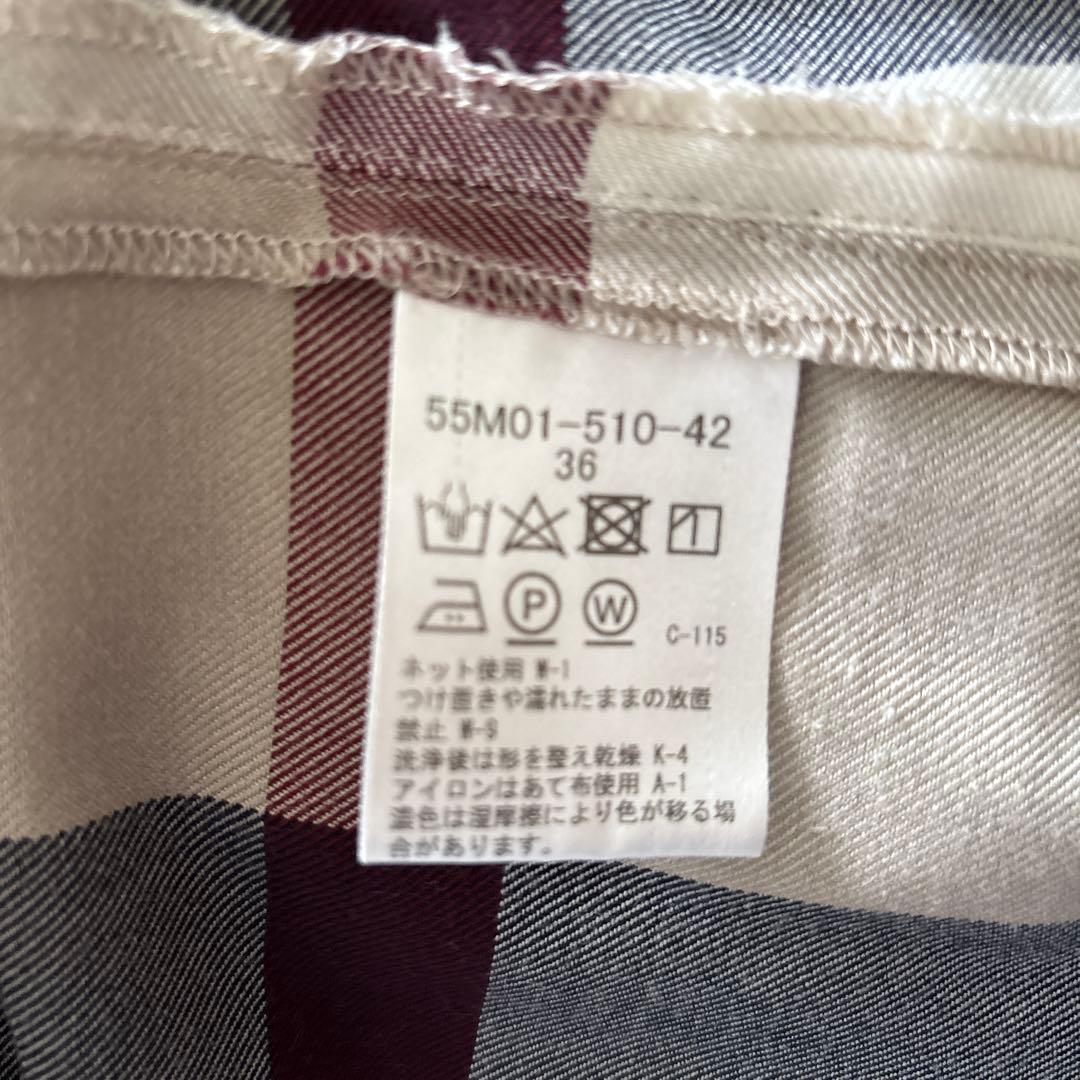 55M01-510-42
36
P W C-115
ネット使用 W-1
つけ置きや濡れたままの放置
禁止 W-S
洗浄後は形を整え乾燥 K-4
アイロンはあて布使用 A-1
濃色は湿摩擦により色が移る場
合があります。